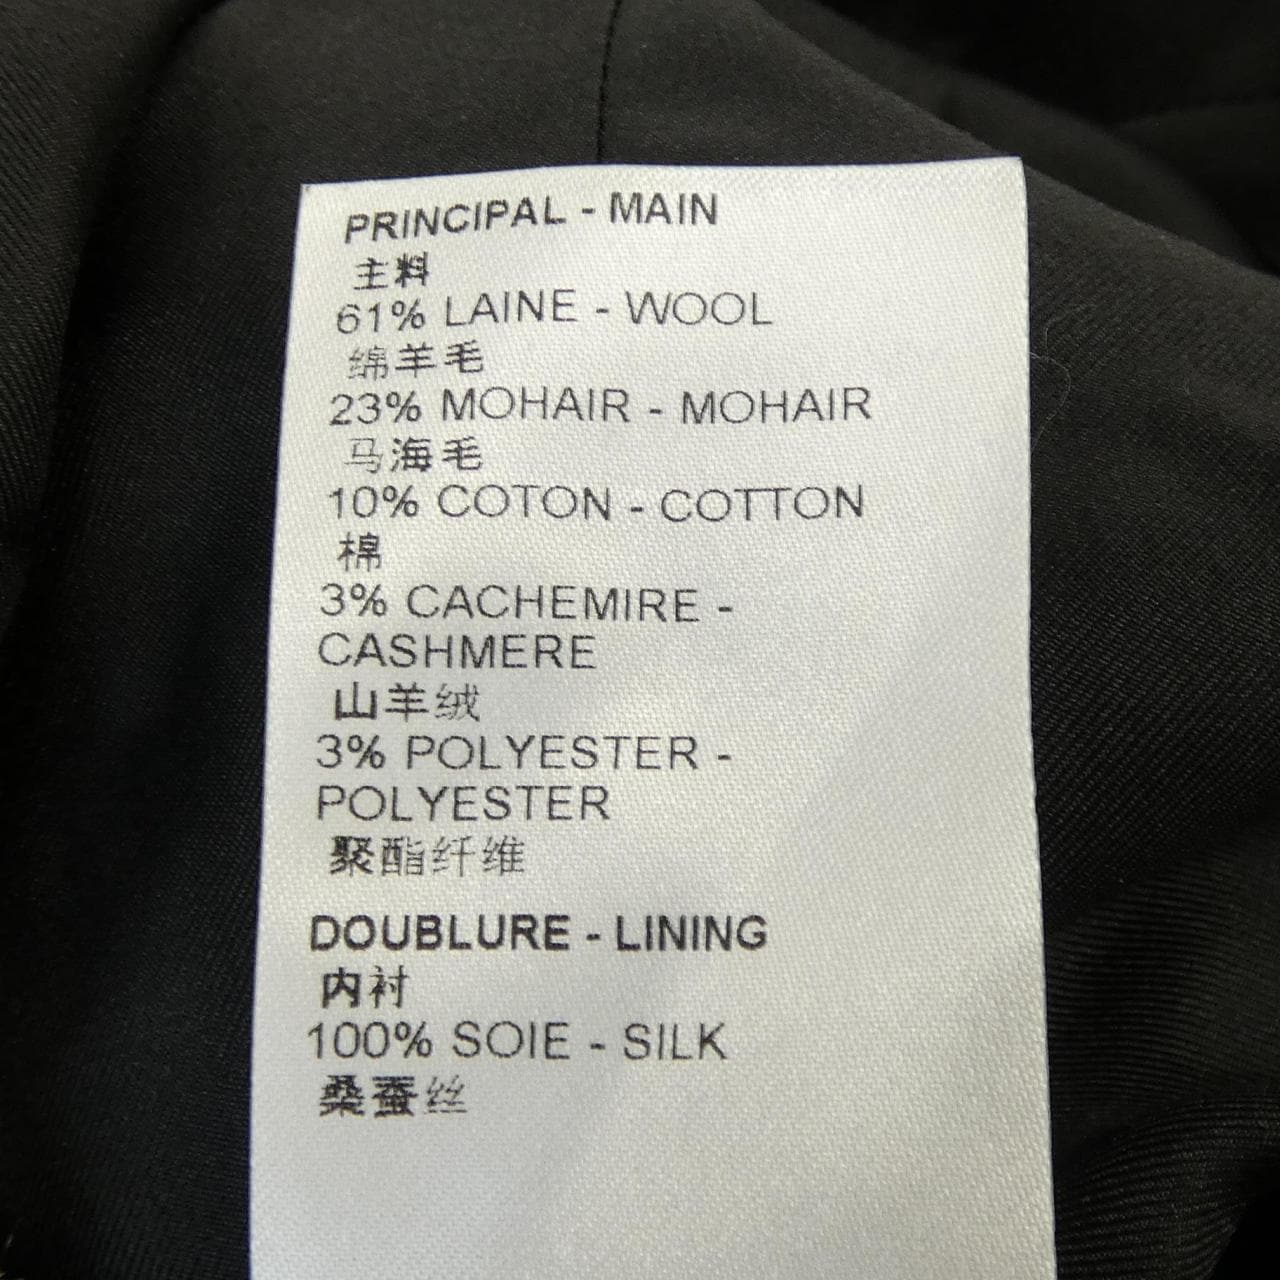 PRINCIPAL - MAIN
主料
61% LAINE - WOOL
绵羊毛
23% MOHAIR - MOHAIR
马海毛
10% COTON - COTTON
棉
3% CACHEMIRE -
CASHMERE
山羊绒
3% POLYESTER -
POLYESTER
聚酯纤维
DOUBLURE - LINING
内衬
100% SOIE - SILK
桑蚕丝